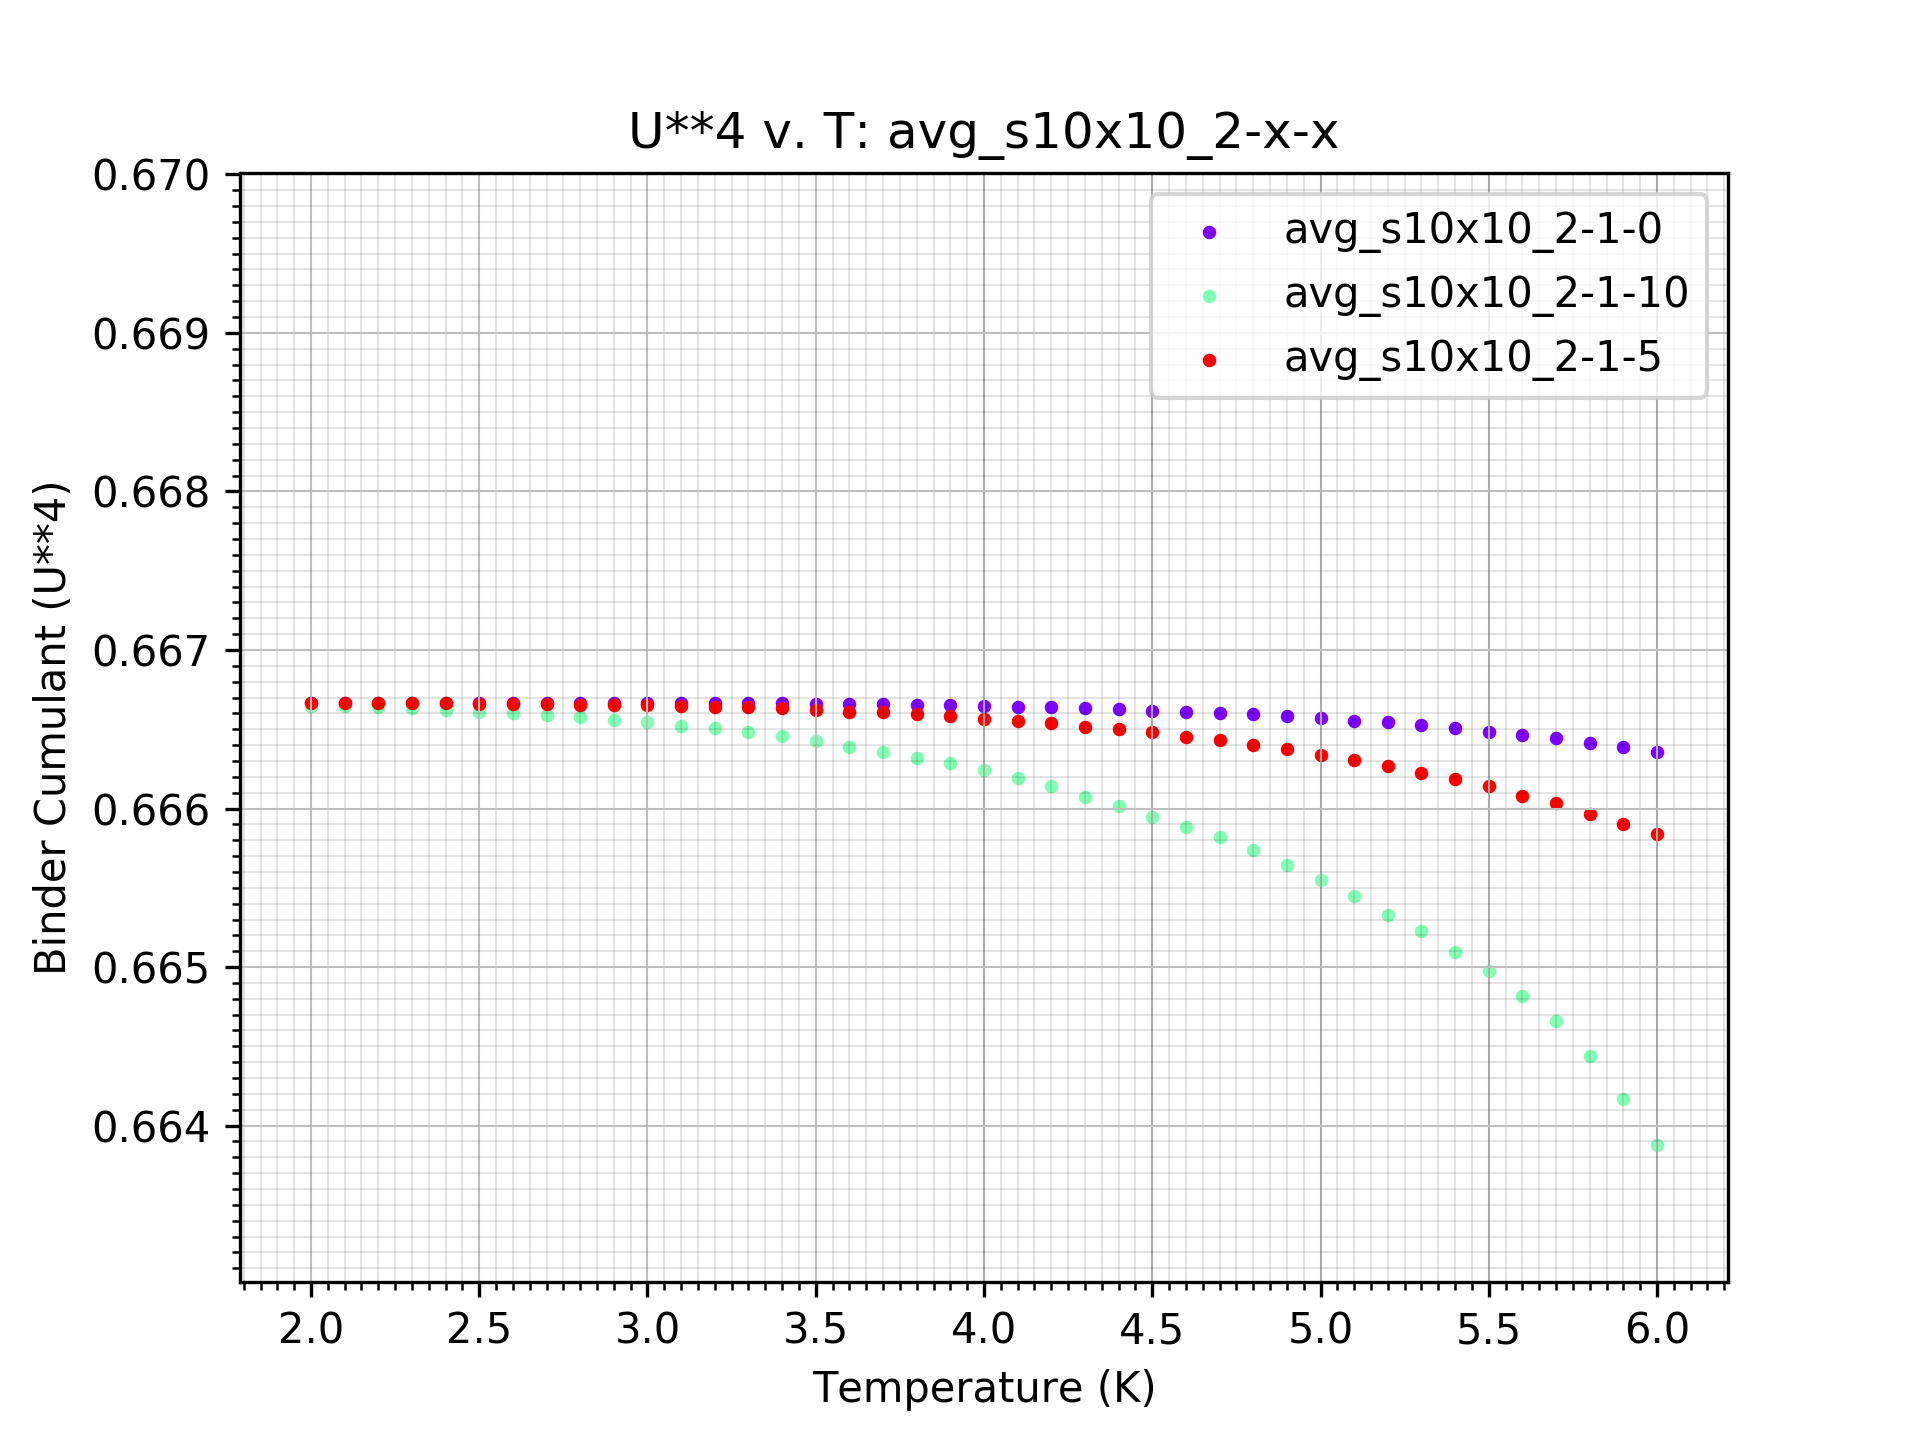 U**4 v. T: avg_s10x10_2-x-x
avg_s10x10_2-1-0
avg_s10x10_2-1-10
avg_s10x10_2-1-5
0.670
0.669
0.668
0.667
0.666
0.665
0.664
Binder Cumulant (U**4)
2.0 2.5 3.0 3.5 4.0 4.5 5.0 5.5 6.0
Temperature (K)